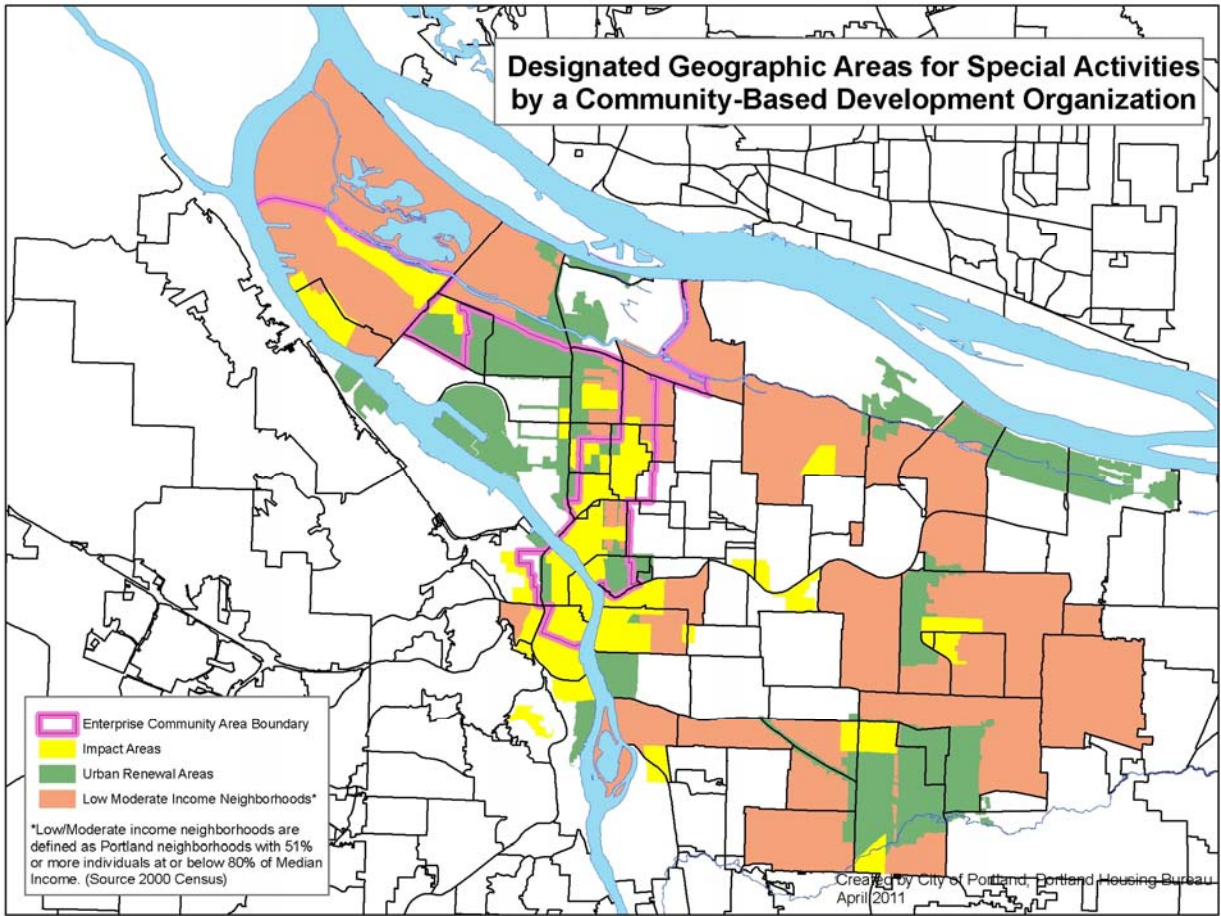 Designated Geographic Areas for Special Activities
by a Community-Based Development Organization
Enterprise Community Area Boundary
Impact Areas
Urban Renewal Areas
Low Moderate Income Neighborhoods*
*Low/Moderate income neighborhoods are
defined as Portland neighborhoods with 51%
or more individuals at or below 80% of Median
Income. (Source 2000 Census)
Created by City of Portland, Portland Housing Bureau
April 2011